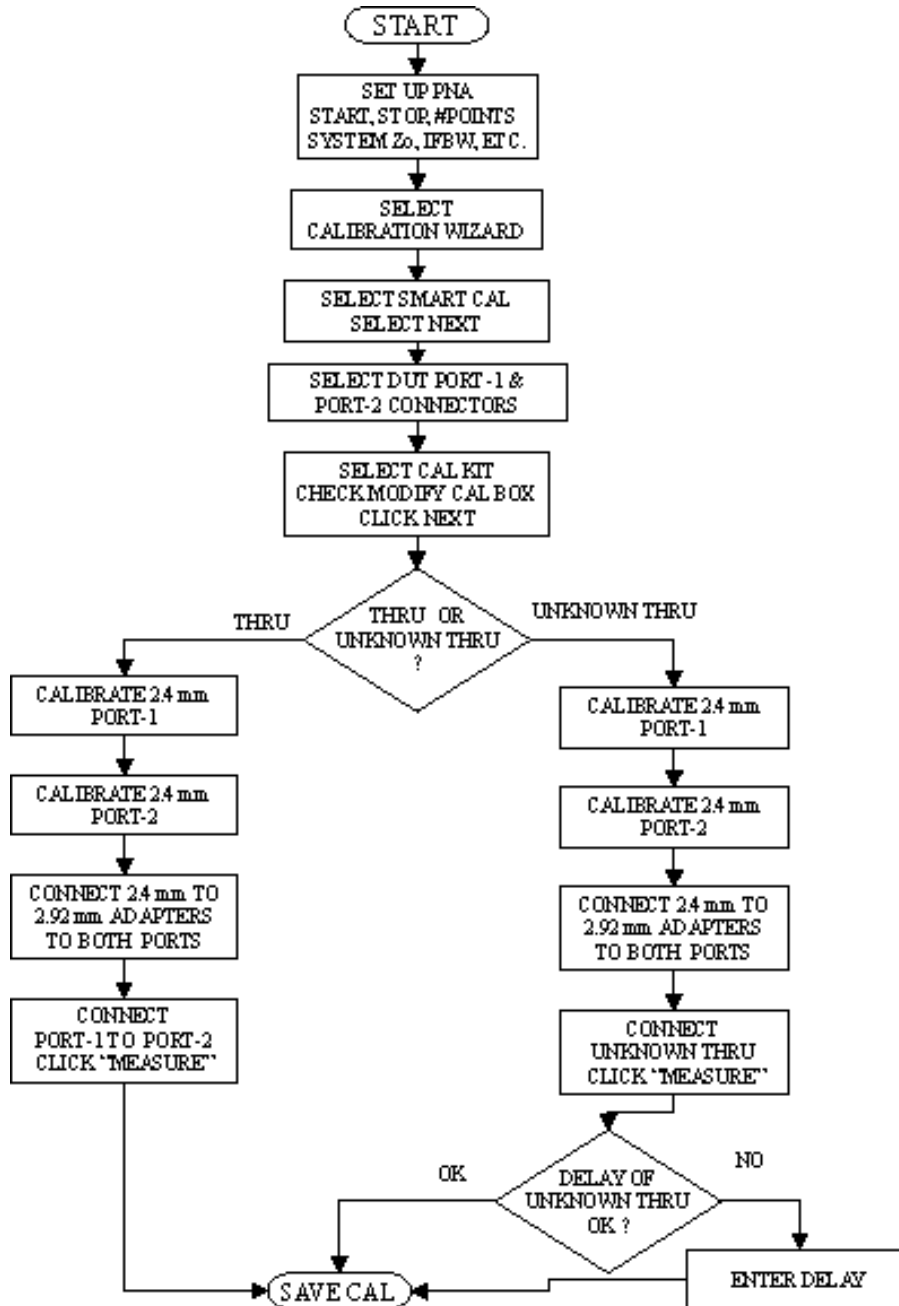 START
SET UP PNA
START, STOP, #POINTS
SYSTEM Zo, IFBW, ETC.
SELECT
CALIBRATION WIZARD
SELECT SMART CAL
SELECT NEXT
SELECT DUT PORT-1 &
PORT-2 CONNECTORS
SELECT CAL KIT
CHECK MODIFY CAL BOX
CLICK NEXT
THRU OR
UNKNOWN THRU
?
THRU
UNKNOWN THRU
CALIBRATE 2.4 mm
PORT-1
CALIBRATE 2.4 mm
PORT-2
CONNECT 2.4 mm TO
2.92 mm ADAPTERS
TO BOTH PORTS
CONNECT
PORT-1 TO PORT-2
CLICK "MEASURE"
CALIBRATE 2.4 mm
PORT-1
CALIBRATE 2.4 mm
PORT-2
CONNECT 2.4 mm TO
2.92 mm ADAPTERS
TO BOTH PORTS
CONNECT
UNKNOWN THRU
CLICK "MEASURE"
DELAY OF
UNKNOWN THRU
OK ?
OK
NO
ENTER DELAY
SAVE CAL